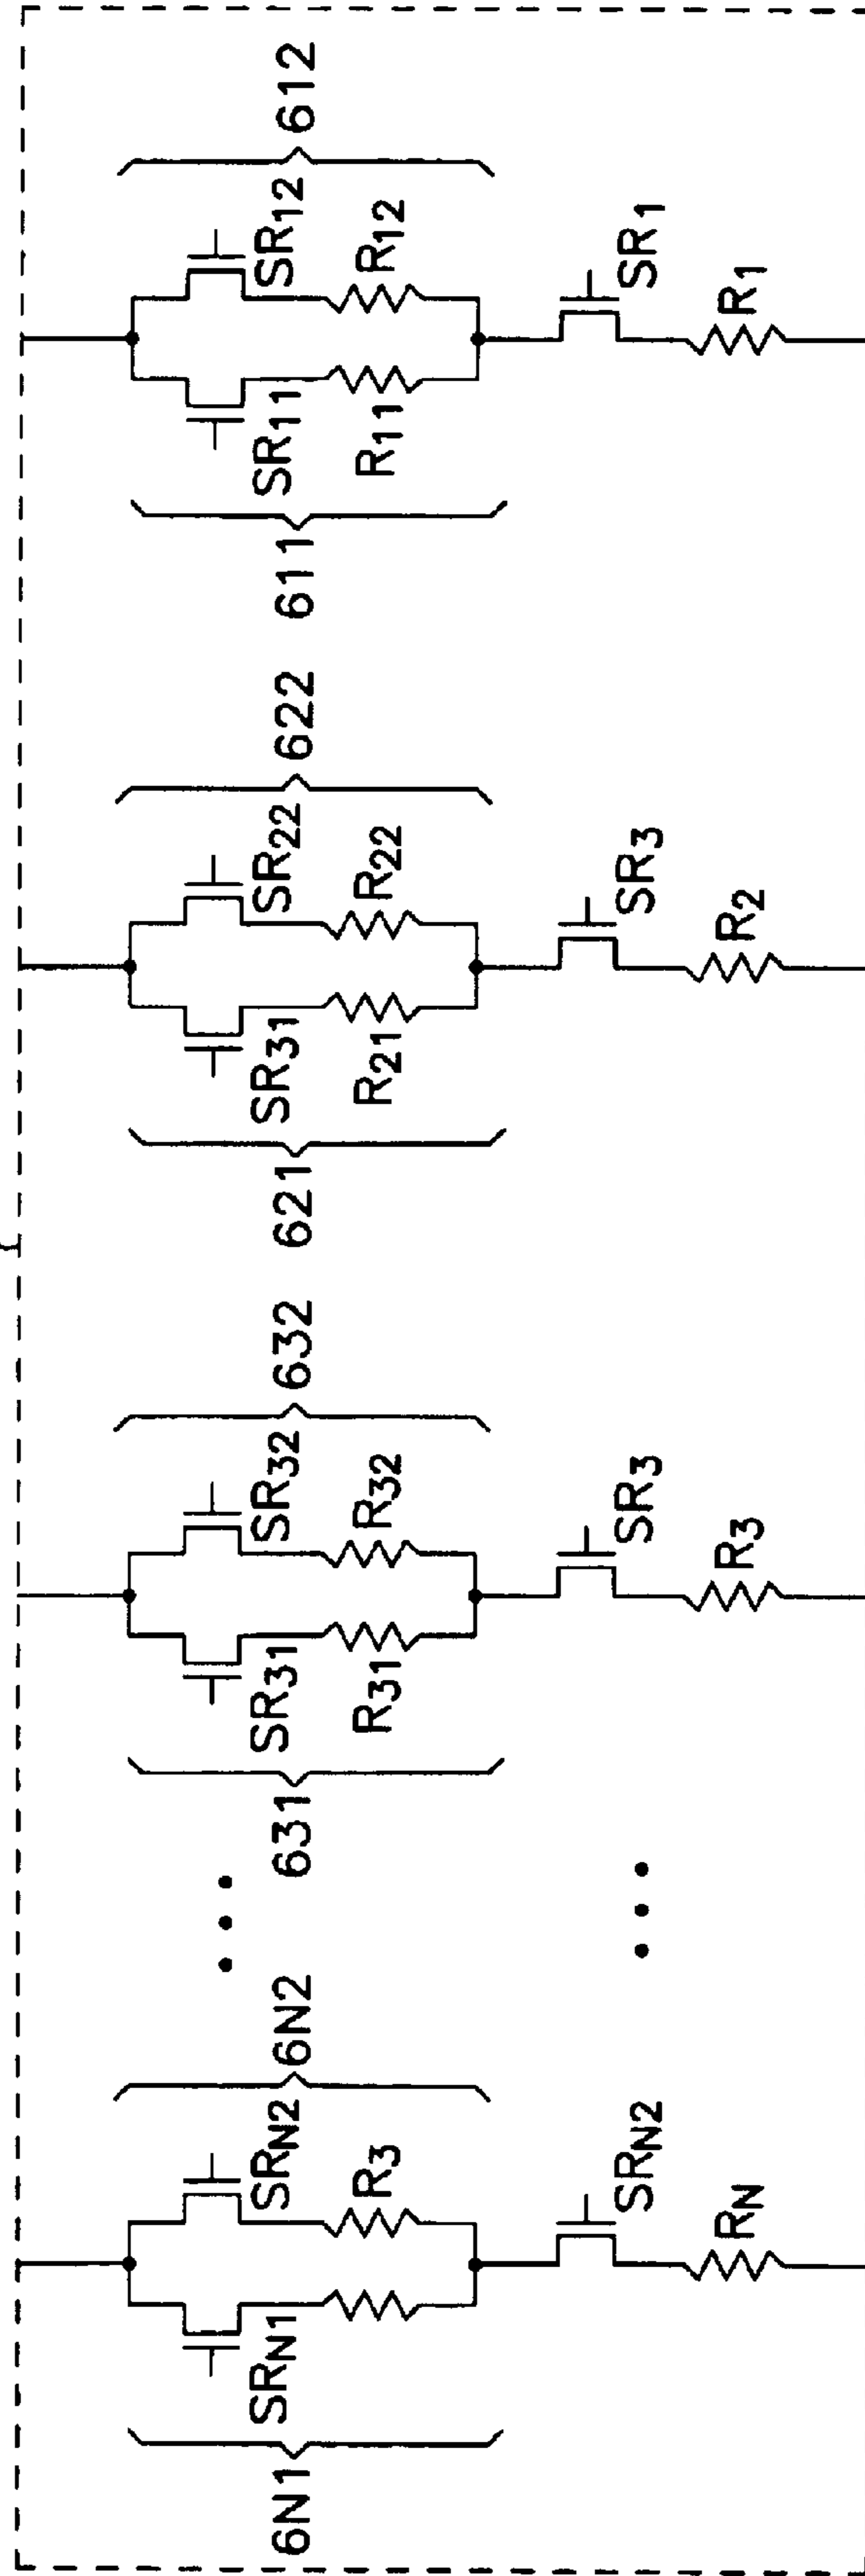 612
SR12
R12
SR11
R11
611
SR1
R1
622
SR22
R22
SR31
R21
621
SR3
R2
632
SR32
R32
SR31
R31
631
SR3
R3
6N2
SRN2
R3
SRN1
6N1
SRN2
RN